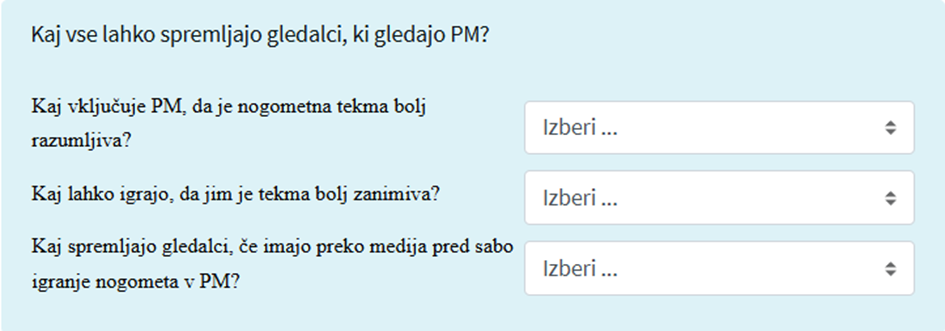 Kaj vse lahko spremljajo gledalci, ki gledajo PM?
Kaj vključuje PM, da je nogometna tekma bolj
razumljiva?
Izberi ...
Kaj lahko igrajo, da jim je tekma bolj zanimiva?
Izberi ...
Kaj spremljajo gledalci, če imajo preko medija pred sabo
igranje nogometa v PM?
Izberi ...